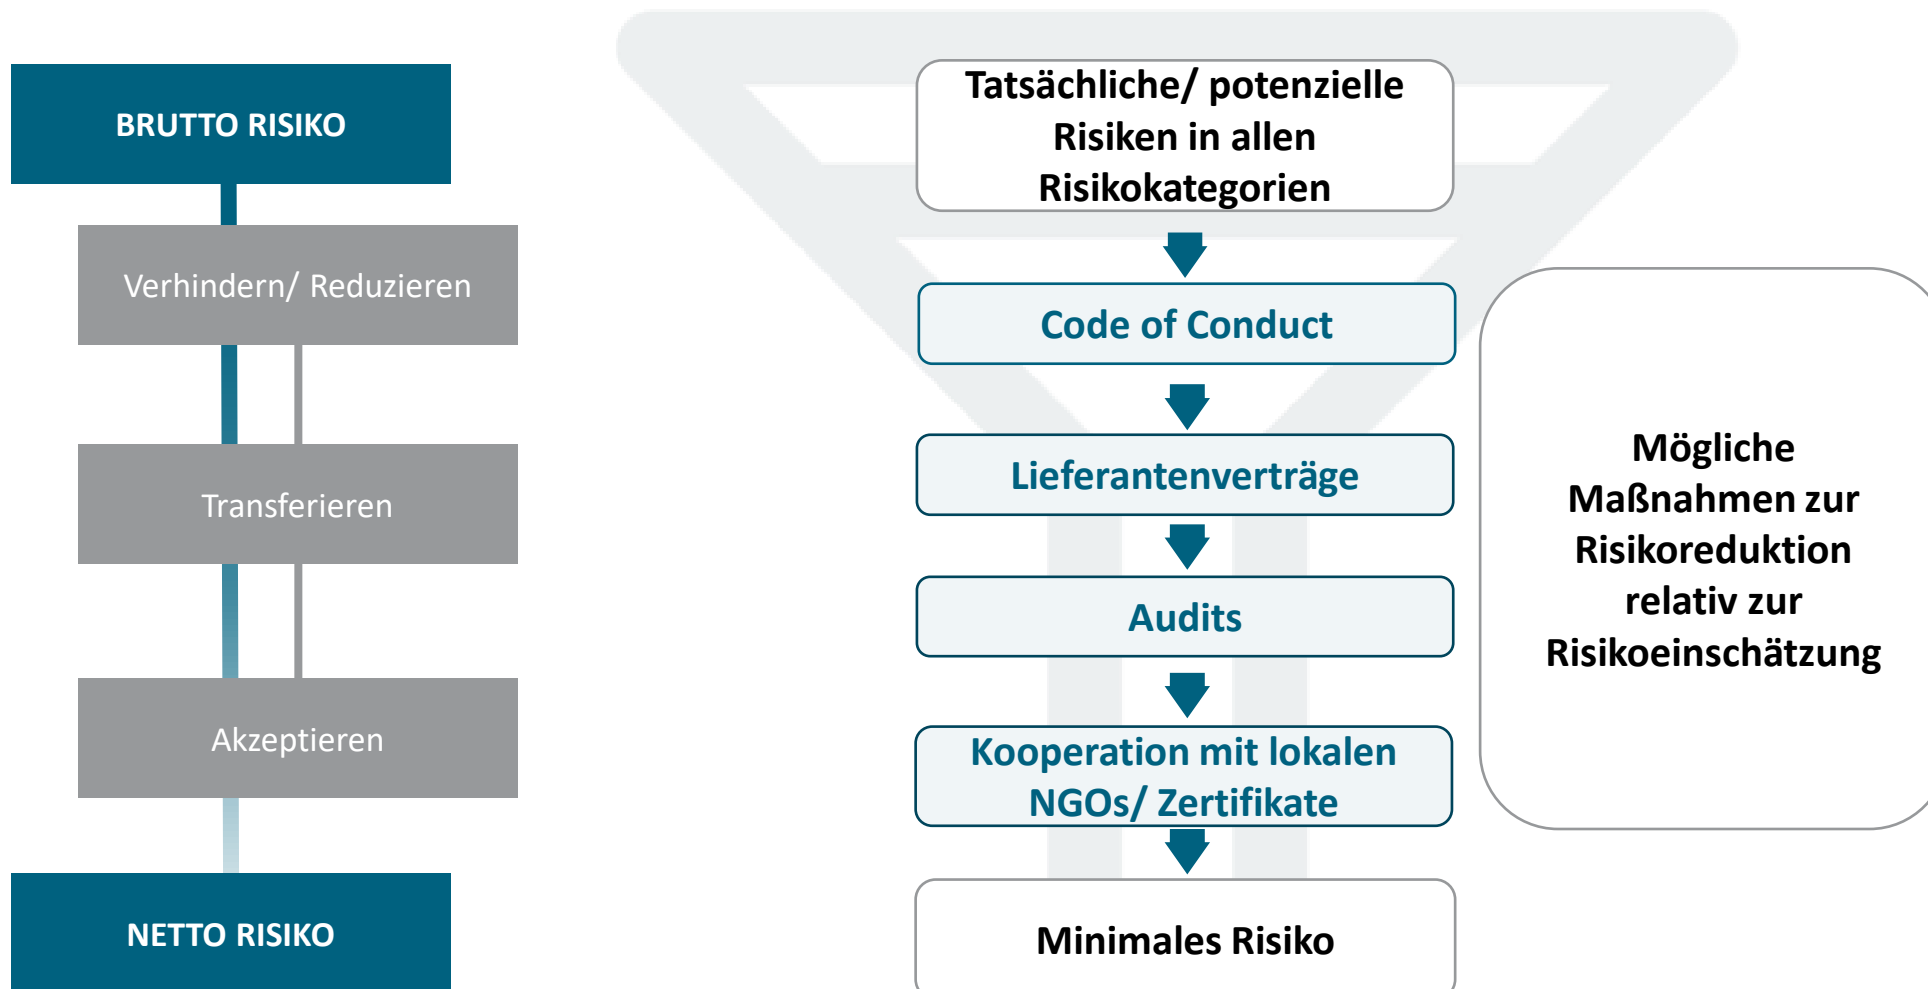 BRUTTO RISIKO
Verhindern/ Reduzieren
Transferieren
Akzeptieren
NETTO RISIKO
Tatsächliche/ potenzielle
Risiken in allen
Risikokategorien
Code of Conduct
Lieferantenverträge
Audits
Kooperation mit lokalen
NGOs/ Zertifikate
Minimales Risiko
Mögliche
Maßnahmen zur
Risikoreduktion
relativ zur
Risikoeinschätzung